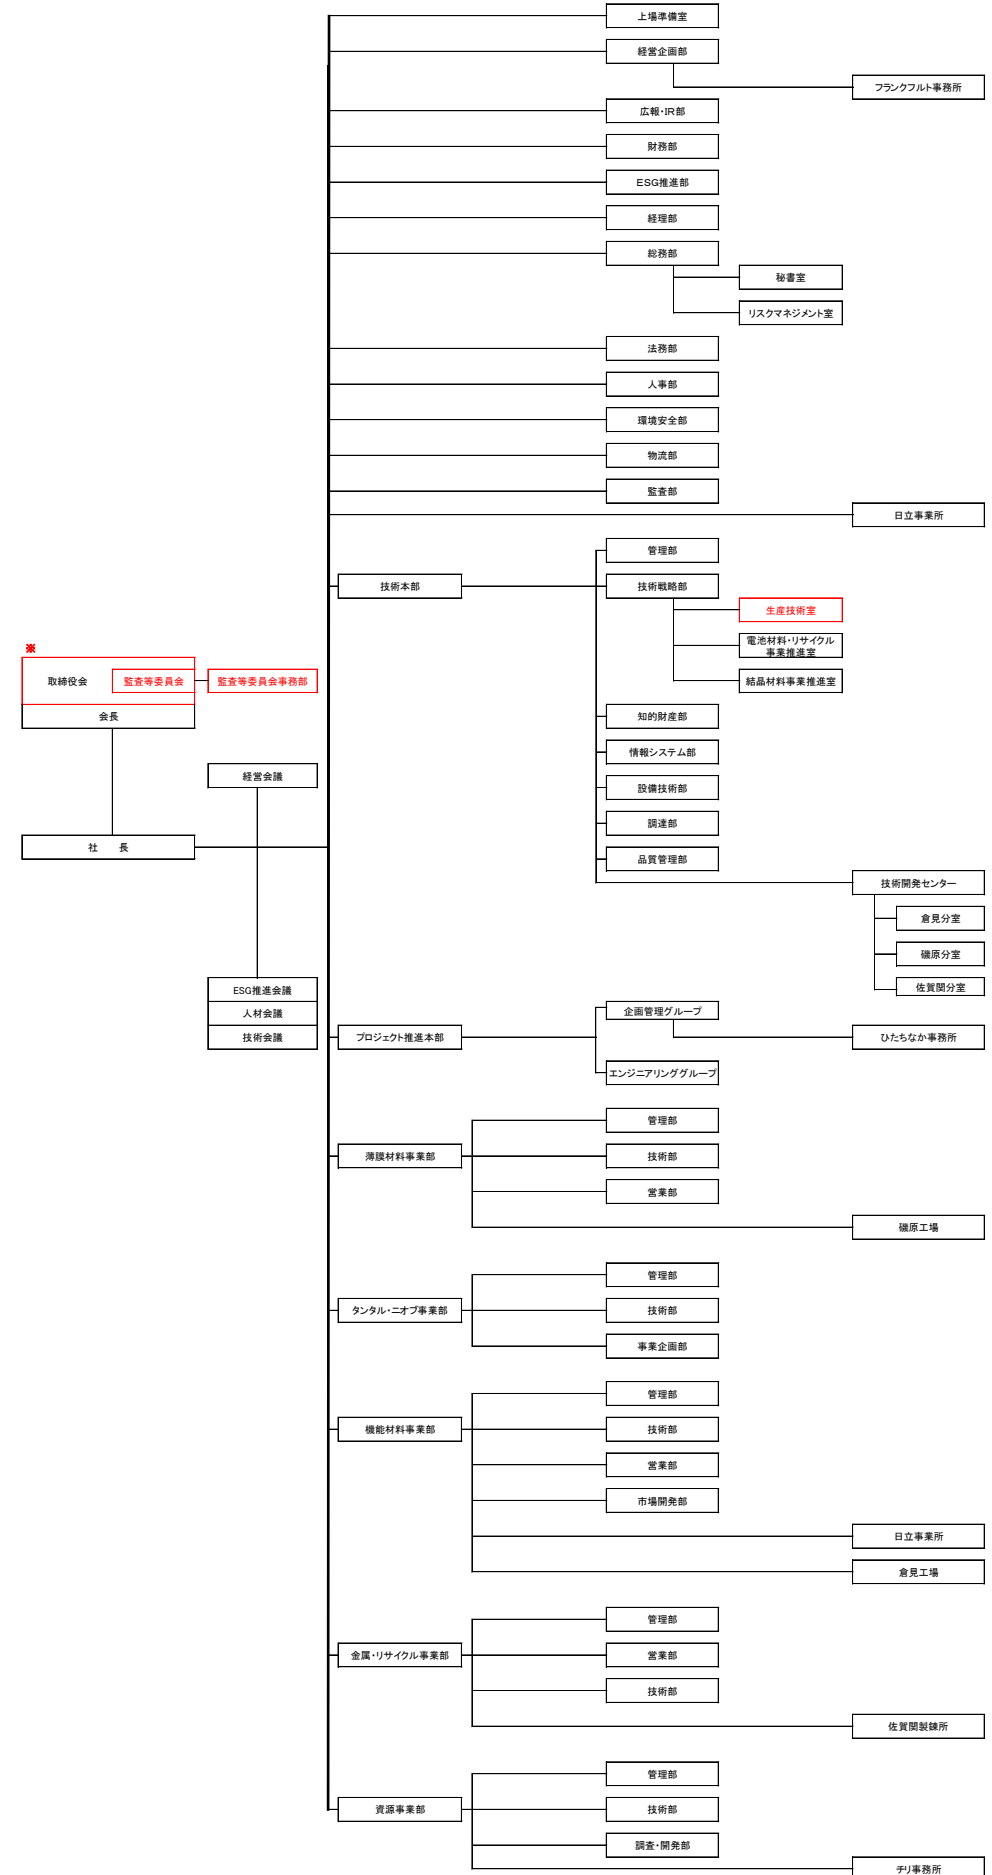 上場準備室
経営企画部
フランクフルト事務所
広報・IR部
財務部
ESG推進部
経理部
総務部
秘書室
リスクマネジメント室
法務部
人事部
環境安全部
物流部
監査部
日立事業所
管理部
技術本部
技術戦略部
生産技術室
電池材料・リサイクル
事業推進室
結晶材料事業推進室
※
取締役会
監査等委員会
監査等委員会事務部
会長
知的財産部
情報システム部
経営会議
設備技術部
調達部
社　長
品質管理部
技術開発センター
倉見分室
磯原分室
佐賀関分室
ESG推進会議
人材会議
技術会議
プロジェクト推進本部
企画管理グループ
ひたちなか事務所
エンジニアリンググループ
管理部
薄膜材料事業部
技術部
営業部
磯原工場
管理部
タンタル・ニオブ事業部
技術部
事業企画部
管理部
機能材料事業部
技術部
営業部
市場開発部
日立事業所
倉見工場
管理部
金属・リサイクル事業部
営業部
技術部
佐賀関製錬所
管理部
資源事業部
技術部
調査・開発部
チリ事務所